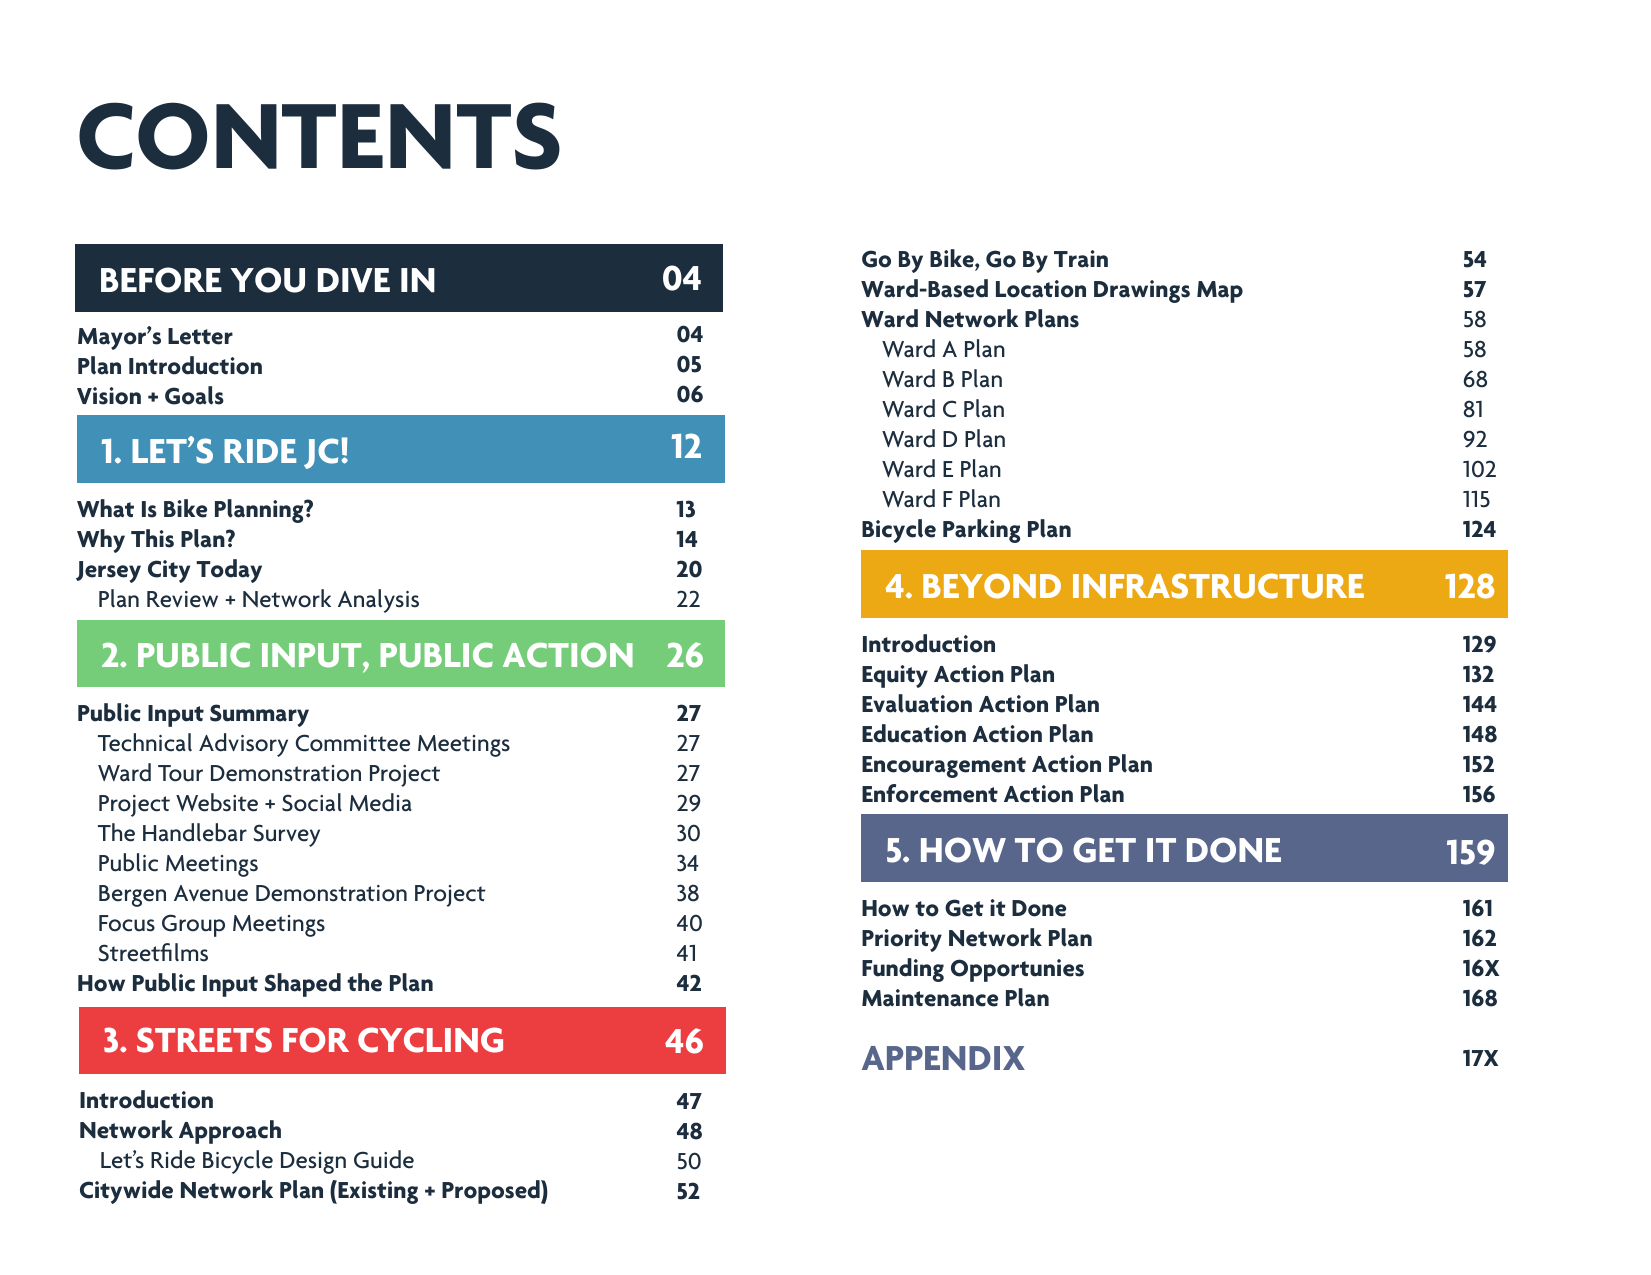 CONTENTS
BEFORE YOU DIVE IN 04
Mayor's Letter 04
Plan Introduction 05
Vision + Goals 06
1. LET'S RIDE JC! 12
What Is Bike Planning? 13
Why This Plan? 14
Jersey City Today 20
Plan Review + Network Analysis 22
2. PUBLIC INPUT, PUBLIC ACTION 26
Public Input Summary 27
Technical Advisory Committee Meetings 27
Ward Tour Demonstration Project 27
Project Website + Social Media 29
The Handlebar Survey 30
Public Meetings 34
Bergen Avenue Demonstration Project 38
Focus Group Meetings 40
Streetfilms 41
How Public Input Shaped the Plan 42
3. STREETS FOR CYCLING 46
Introduction 47
Network Approach 48
Let's Ride Bicycle Design Guide 50
Citywide Network Plan (Existing + Proposed) 52
Go By Bike, Go By Train 54
Ward-Based Location Drawings Map 57
Ward Network Plans 58
Ward A Plan 58
Ward B Plan 68
Ward C Plan 81
Ward D Plan 92
Ward E Plan 102
Ward F Plan 115
Bicycle Parking Plan 124
4. BEYOND INFRASTRUCTURE 128
Introduction 129
Equity Action Plan 132
Evaluation Action Plan 144
Education Action Plan 148
Encouragement Action Plan 152
Enforcement Action Plan 156
5. HOW TO GET IT DONE 159
How to Get it Done 161
Priority Network Plan 162
Funding Opportunies 16X
Maintenance Plan 168
APPENDIX 17X